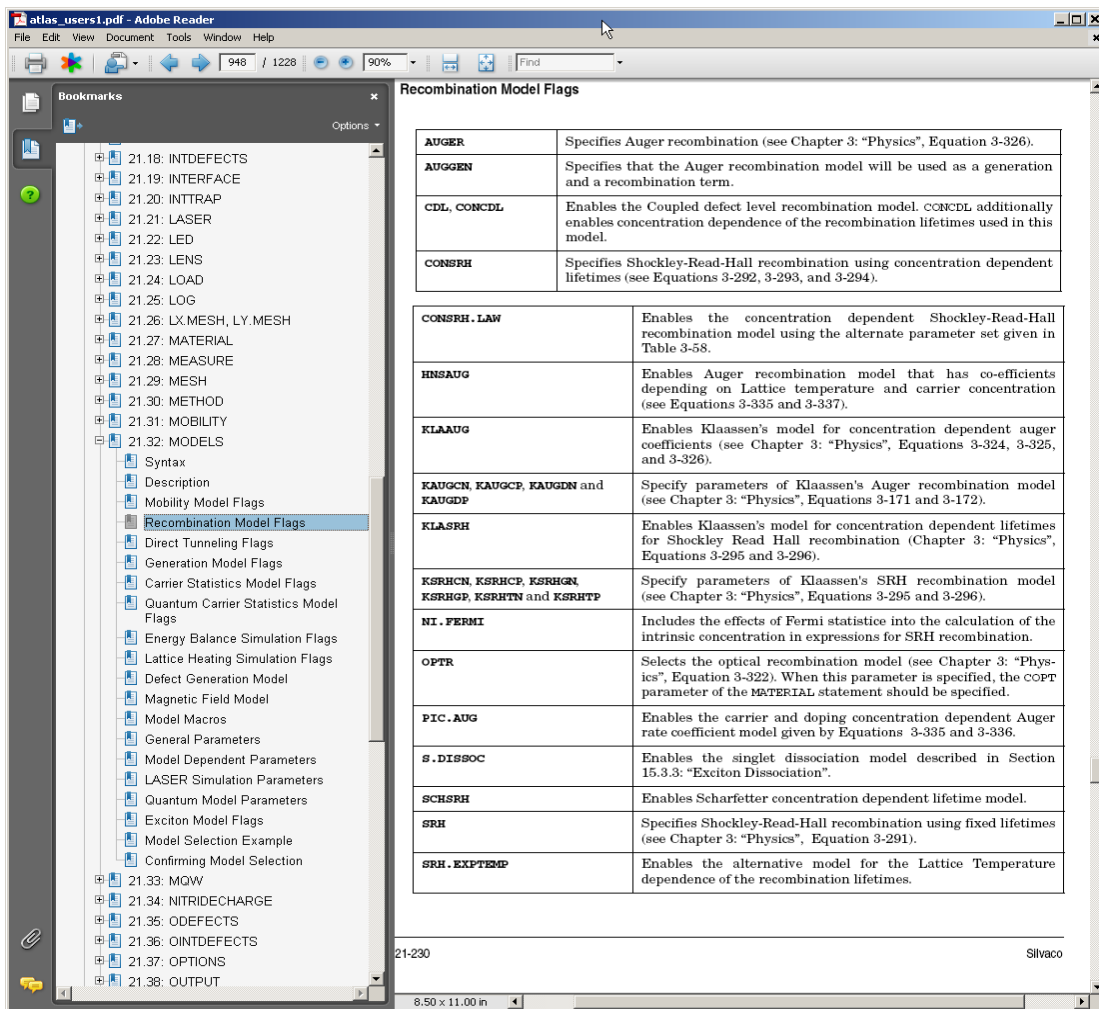 atlas_users1.pdf - Adobe Reader
File Edit View Document Tools Window Help
948 / 1228 90% Find
Bookmarks
Options
21.18: INTDEFECTS
21.19: INTERFACE
21.20: INTTRAP
21.21: LASER
21.22: LED
21.23: LENS
21.24: LOAD
21.25: LOG
21.26: LX.MESH, LY.MESH
21.27: MATERIAL
21.28: MEASURE
21.29: MESH
21.30: METHOD
21.31: MOBILITY
21.32: MODELS
Syntax
Description
Mobility Model Flags
Recombination Model Flags
Direct Tunneling Flags
Generation Model Flags
Carrier Statistics Model Flags
Quantum Carrier Statistics Model
Flags
Energy Balance Simulation Flags
Lattice Heating Simulation Flags
Defect Generation Model
Magnetic Field Model
Model Macros
General Parameters
Model Dependent Parameters
LASER Simulation Parameters
Quantum Model Parameters
Exciton Model Flags
Model Selection Example
Confirming Model Selection
21.33: MQW
21.34: NITRIDECHARGE
21.35: ODEFECTS
21.36: OINTDEFECTS
21.37: OPTIONS
21.38: OUTPUT
Recombination Model Flags
AUGER Specifies Auger recombination (see Chapter 3: “Physics”, Equation 3-326).
AUGGEN Specifies that the Auger recombination model will be used as a generation
and a recombination term.
CDL, CONCDL Enables the Coupled defect level recombination model. CONCDL additionally
enables concentration dependence of the recombination lifetimes used in this
model.
CONSRH Specifies Shockley-Read-Hall recombination using concentration dependent
lifetimes (see Equations 3-292, 3-293, and 3-294).
CONSRH.LAW Enables the concentration dependent Shockley-Read-Hall
recombination model using the alternate parameter set given in
Table 3-58.
HNSAUG Enables Auger recombination model that has co-efficients
depending on Lattice temperature and carrier concentration
(see Equations 3-335 and 3-337).
KLAAUG Enables Klaassen's model for concentration dependent auger
coefficients (see Chapter 3: “Physics”, Equations 3-324, 3-325,
and 3-326).
KAUGCN, KAUGCP, KAUGDN and Specify parameters of Klaassen's Auger recombination model
KAUGDP (see Chapter 3: “Physics”, Equations 3-171 and 3-172).
KLASRH Enables Klaassen's model for concentration dependent lifetimes
for Shockley Read Hall recombination (Chapter 3: “Physics”,
Equations 3-295 and 3-296).
KSRHCN, KSRHCP, KSRHGN, Specify parameters of Klaassen's SRH recombination model
KSRHGP, KSRHTN and KSRHTP (see Chapter 3: “Physics”, Equations 3-295 and 3-296).
NI.FERMI Includes the effects of Fermi statistics into the calculation of the
intrinsic concentration in expressions for SRH recombination.
OPTR Selects the optical recombination model (see Chapter 3: “Phys-
ics”, Equation 3-322). When this parameter is specified, the COPT
parameter of the MATERIAL statement should be specified.
PIC.AUG Enables the carrier and doping concentration dependent Auger
rate coefficient model given by Equations 3-335 and 3-336.
S.DISSOC Enables the singlet dissociation model described in Section
15.3.3: “Exciton Dissociation”.
SCHSRH Enables Scharfetter concentration dependent lifetime model.
SRH Specifies Shockley-Read-Hall recombination using fixed lifetimes
(see Chapter 3: “Physics”, Equation 3-291).
SRH.EXPTEMP Enables the alternative model for the Lattice Temperature
dependence of the recombination lifetimes.
21-230 Silvaco
8.50 x 11.00 in